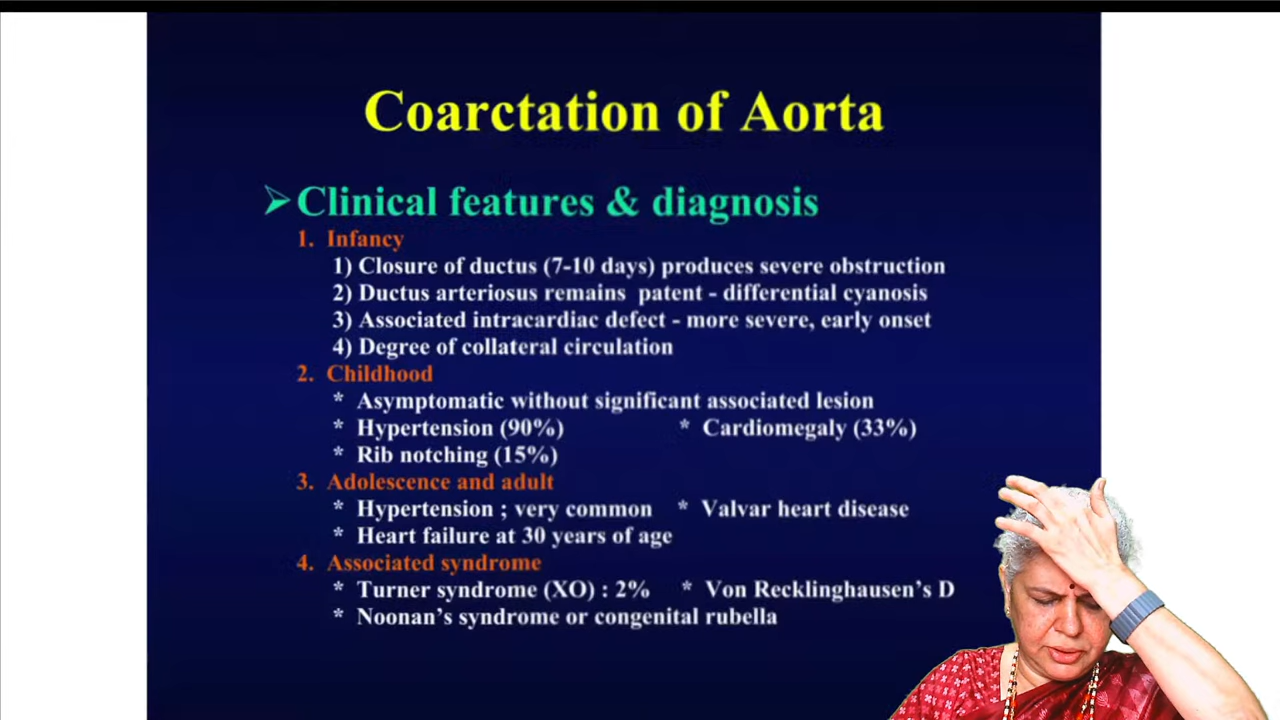 Coarctation of Aorta
➢Clinical features & diagnosis
1. Infancy
1) Closure of ductus (7-10 days) produces severe obstruction
2) Ductus arteriosus remains patent - differential cyanosis
3) Associated intracardiac defect - more severe, early onset
4) Degree of collateral circulation
2. Childhood
* Asymptomatic without significant associated lesion
* Hypertension (90%) * Cardiomegaly (33%)
* Rib notching (15%)
3. Adolescence and adult
* Hypertension ; very common * Valvar heart disease
* Heart failure at 30 years of age
4. Associated syndrome
* Turner syndrome (XO) : 2% * Von Recklinghausen's D
* Noonan's syndrome or congenital rubella